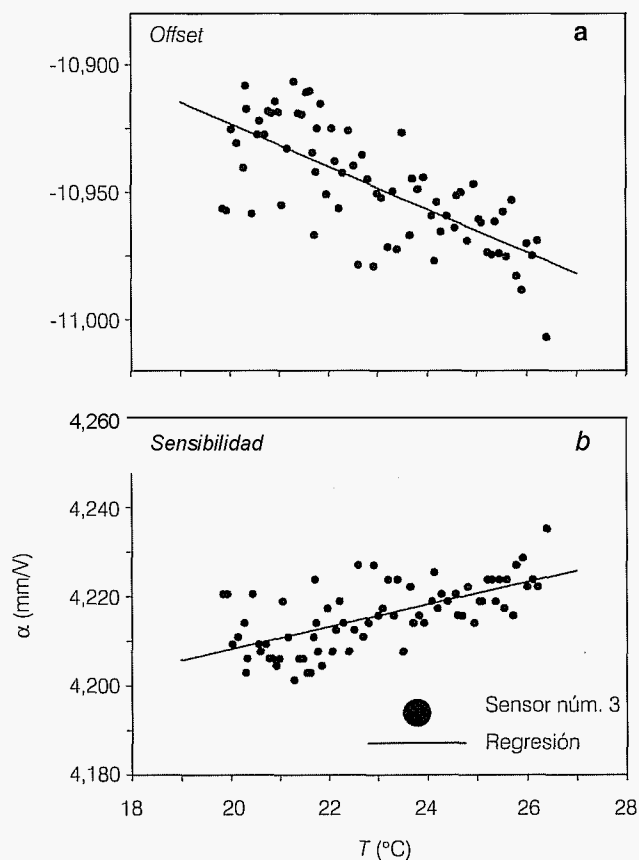 Offset
a
-10,900
-10,950
-11,000
4,260
Sensibilidad
b
4,240
α (mm/V)
4,220
4,200
Sensor núm. 3
Regresión
4,180
18
20
22
24
26
28
T (°C)